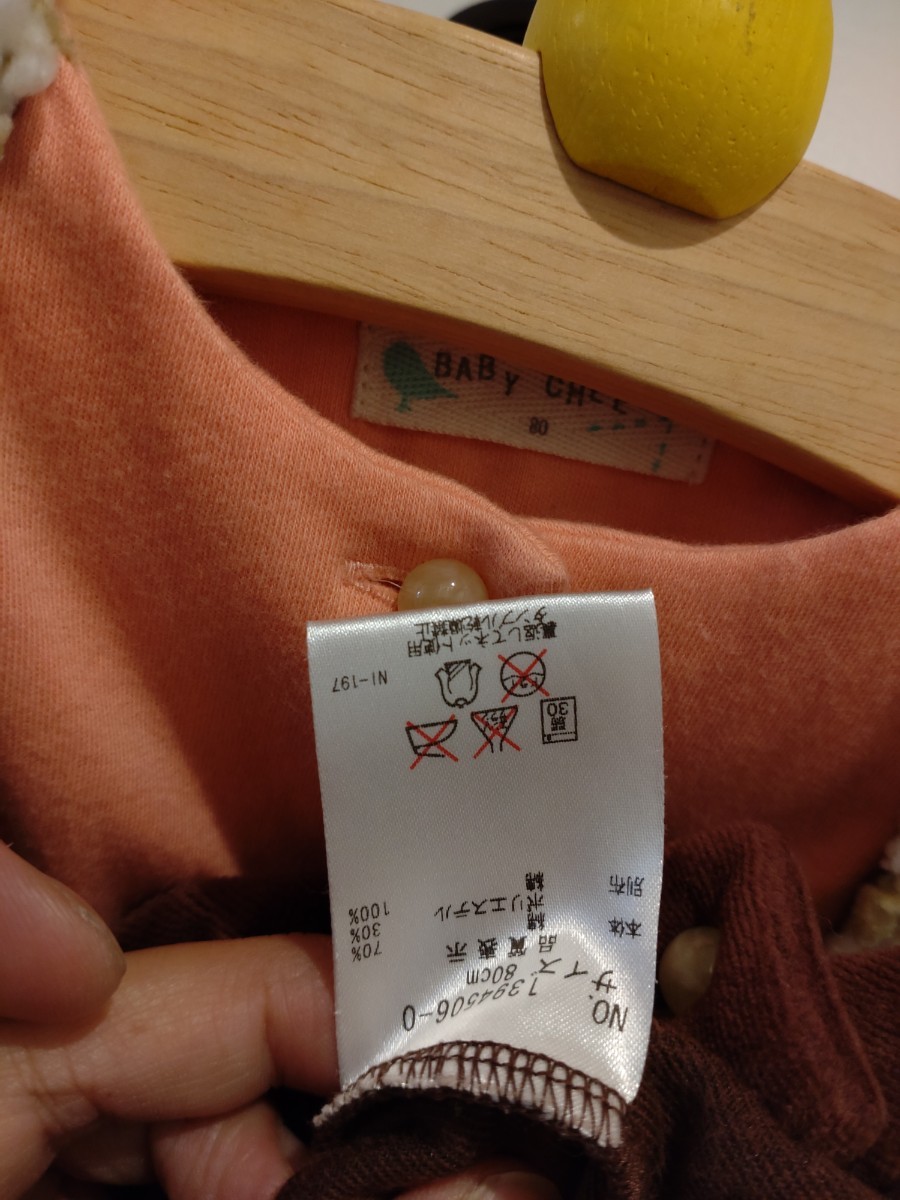 BABY CHEE
80
NO. 1394506-0
サイズ 80cm
品質表示
本体 綿 70%
ポリエステル 30%
別布 綿 100%
30
NI-197
裏返してネット使用
タンブル乾燥禁止